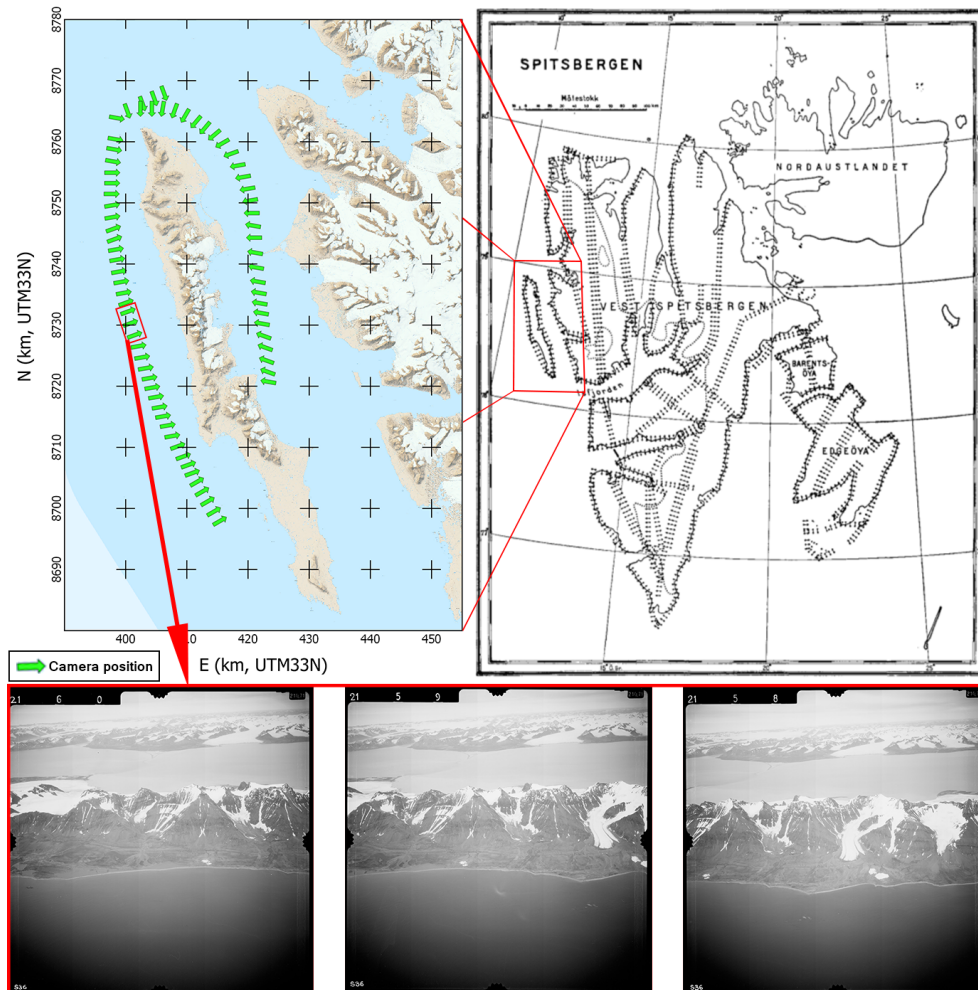 8780
8770
8760
8750
8740
8730
8720
8710
8700
8690
N (km, UTM33N)
400
410
420
430
440
450
E (km, UTM33N)
Camera position
SPITSBERGEN
Målestokk
NORDAUSTLANDET
VEST SPITSBERGEN
BARENTS-
ÖYA
EDGEÖYA
21 6 0
21 5 9
21 5 8
S36
S36
S36